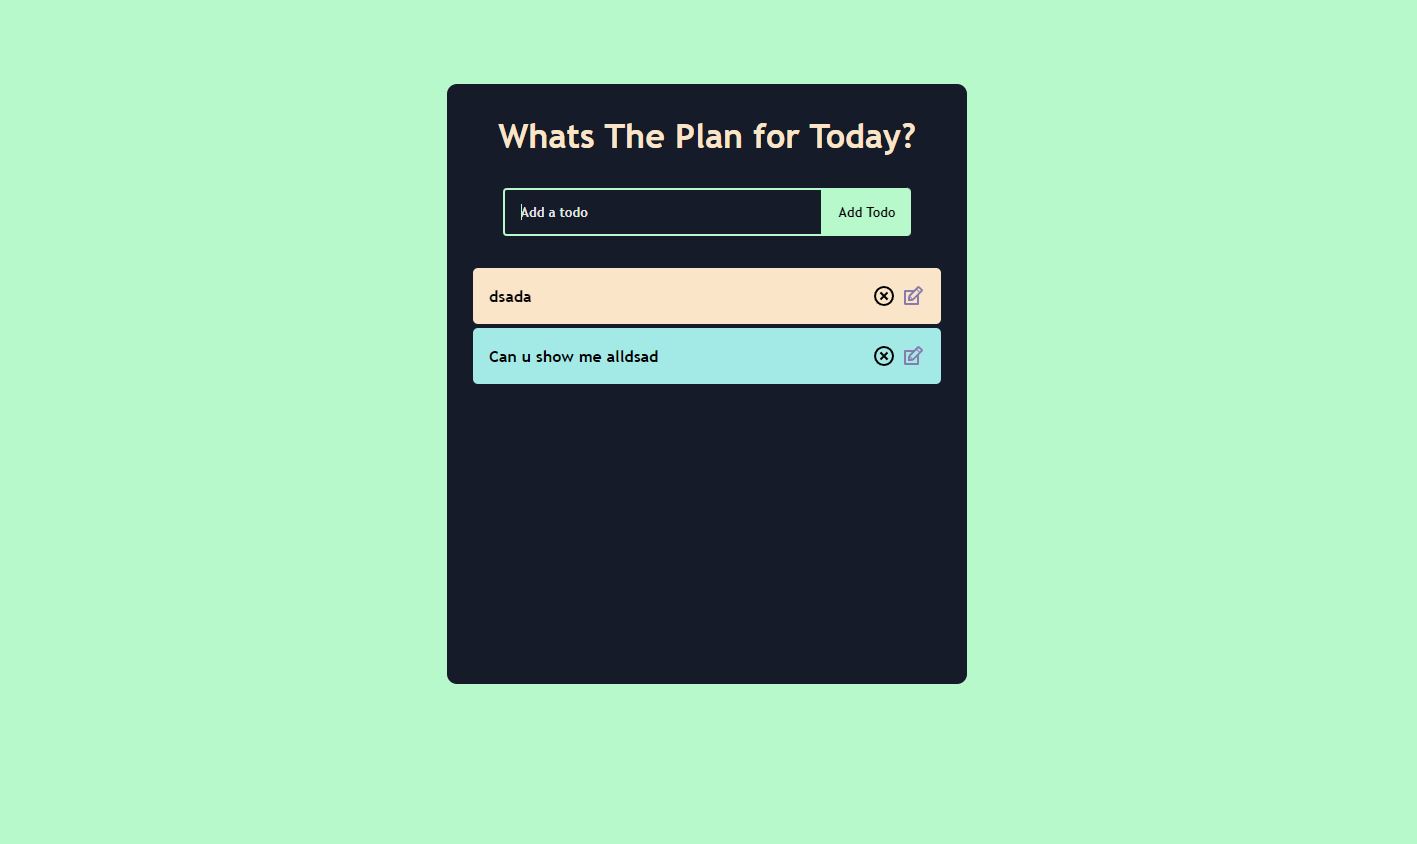 Whats The Plan for Today?
Add a todo
Add Todo
dsada
Can u show me alldsad